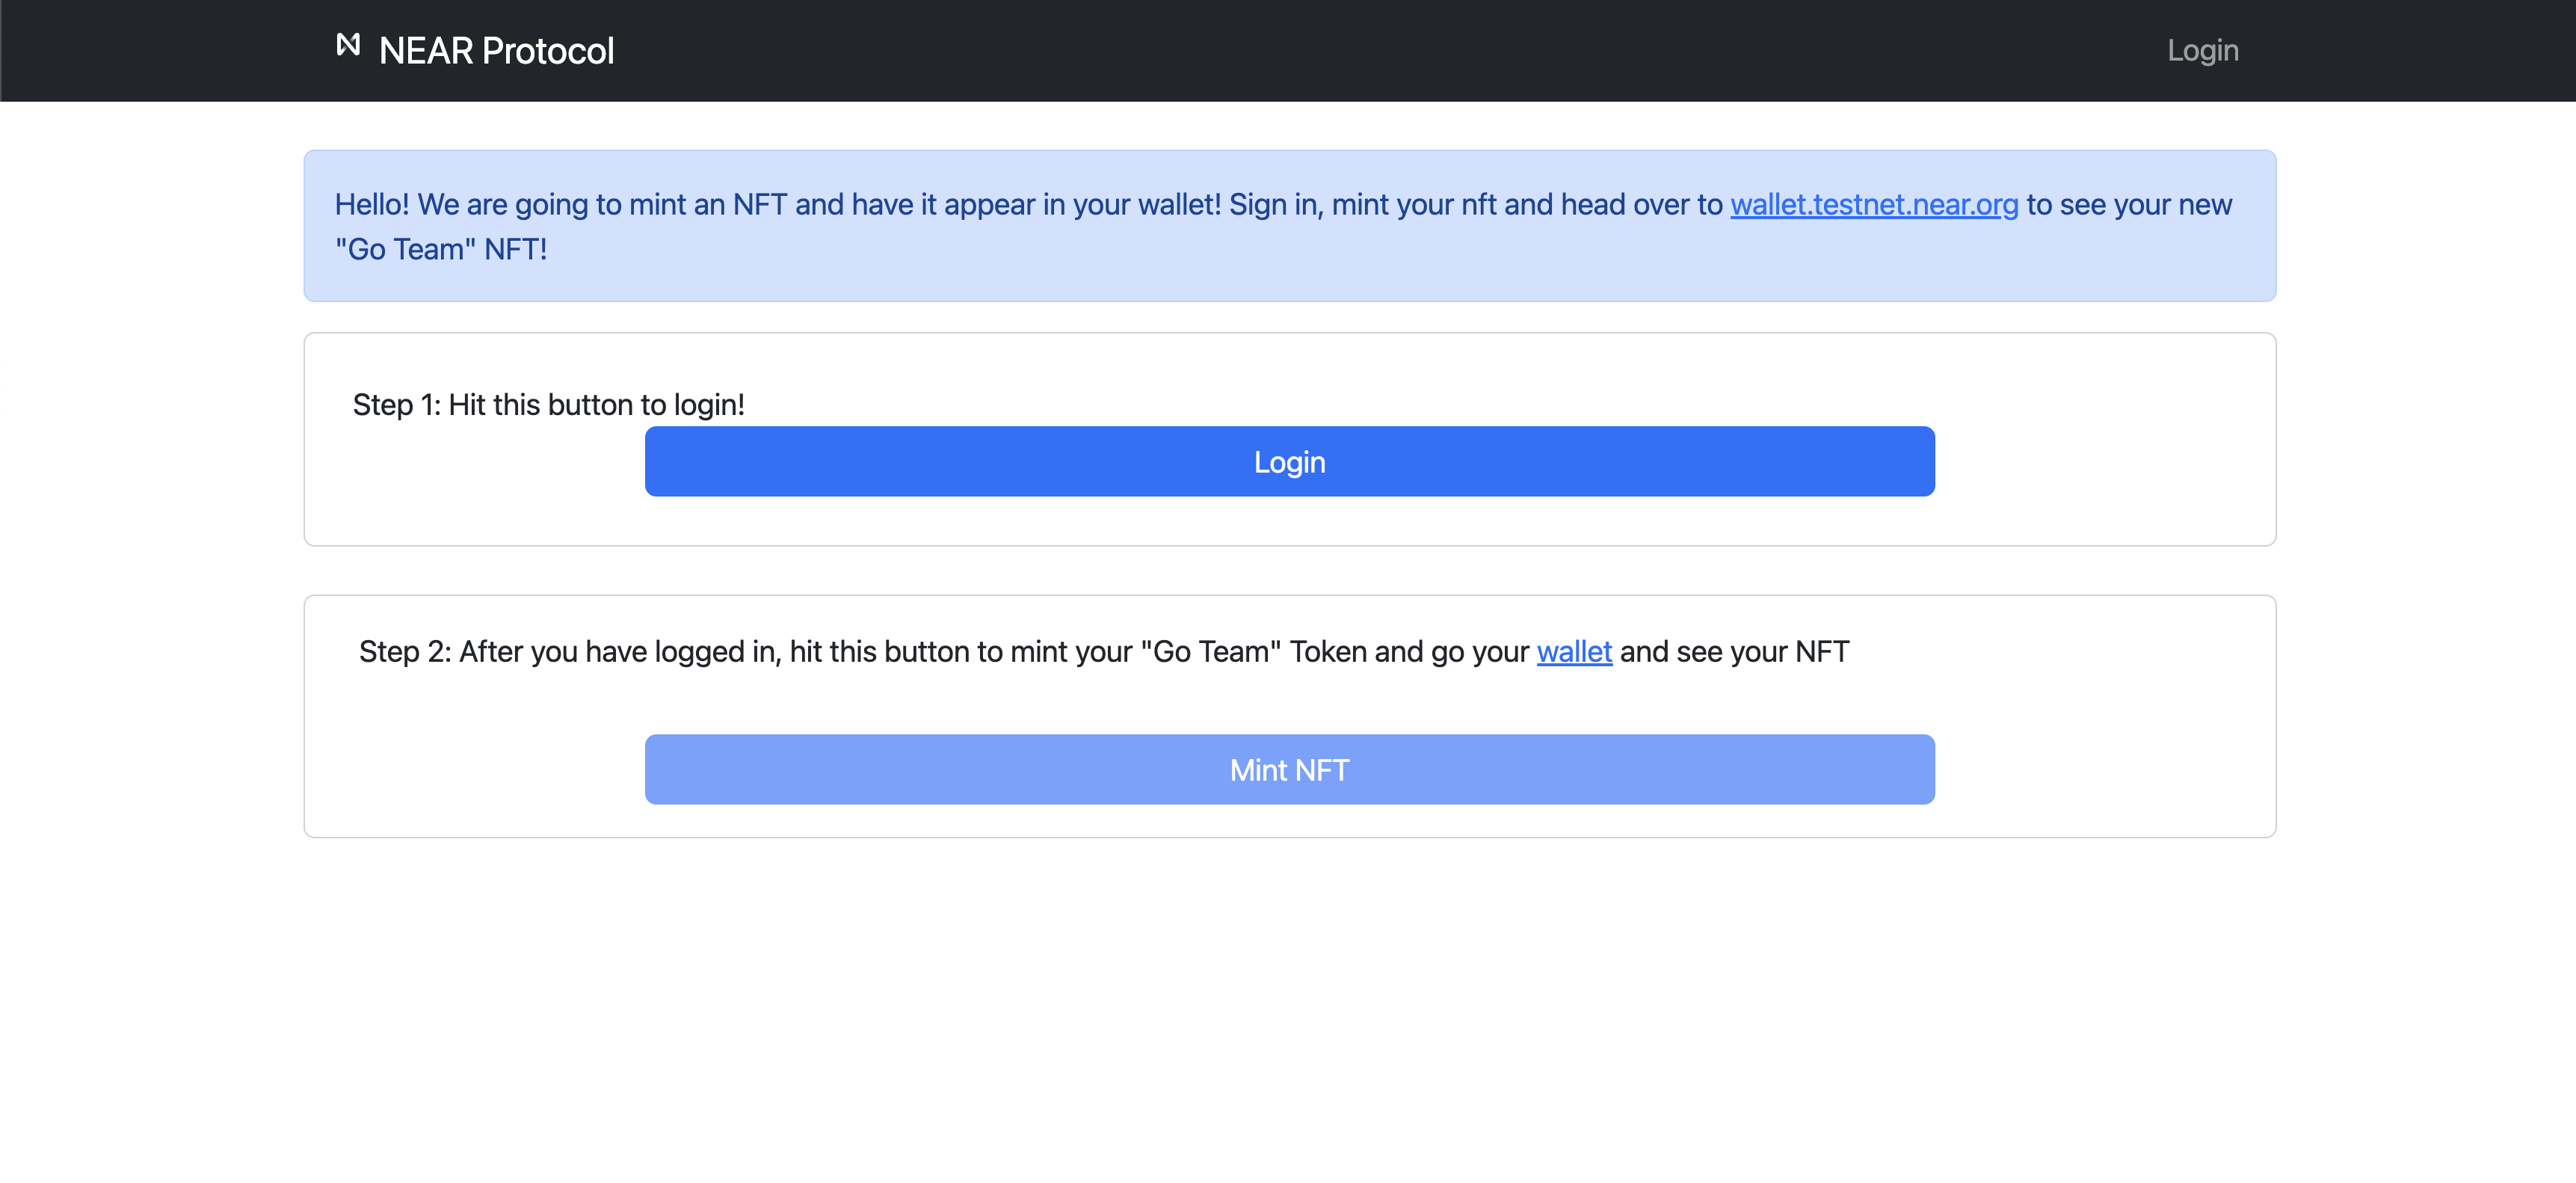 NEAR Protocol
Login
Hello! We are going to mint an NFT and have it appear in your wallet! Sign in, mint your nft and head over to wallet.testnet.near.org to see your new
"Go Team" NFT!
Step 1: Hit this button to login!
Login
Step 2: After you have logged in, hit this button to mint your "Go Team" Token and go your wallet and see your NFT
Mint NFT